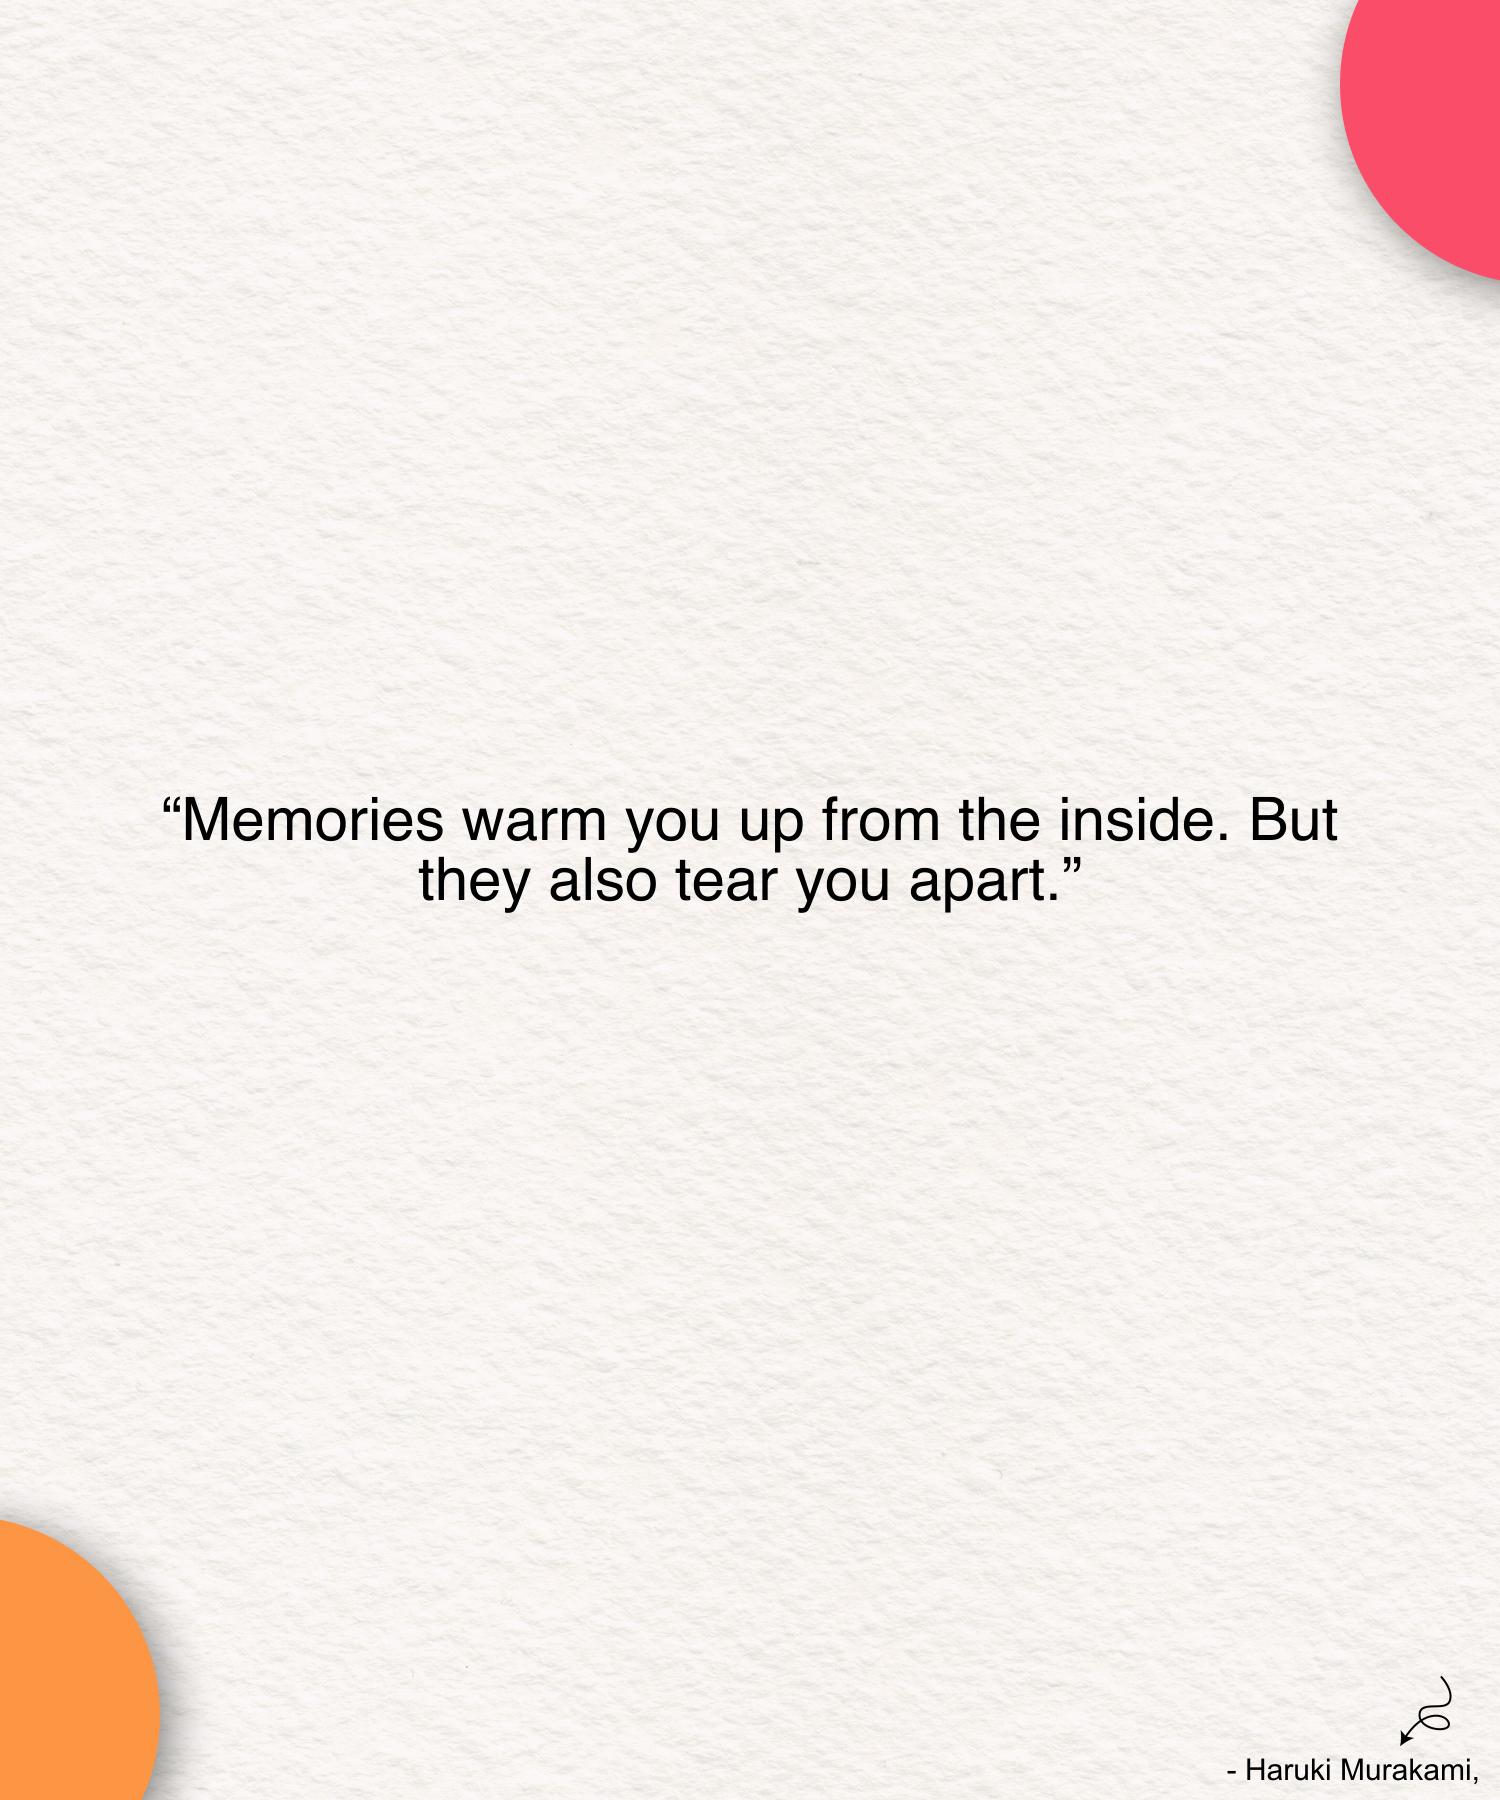 “Memories warm you up from the inside. But
they also tear you apart.”
- Haruki Murakami,